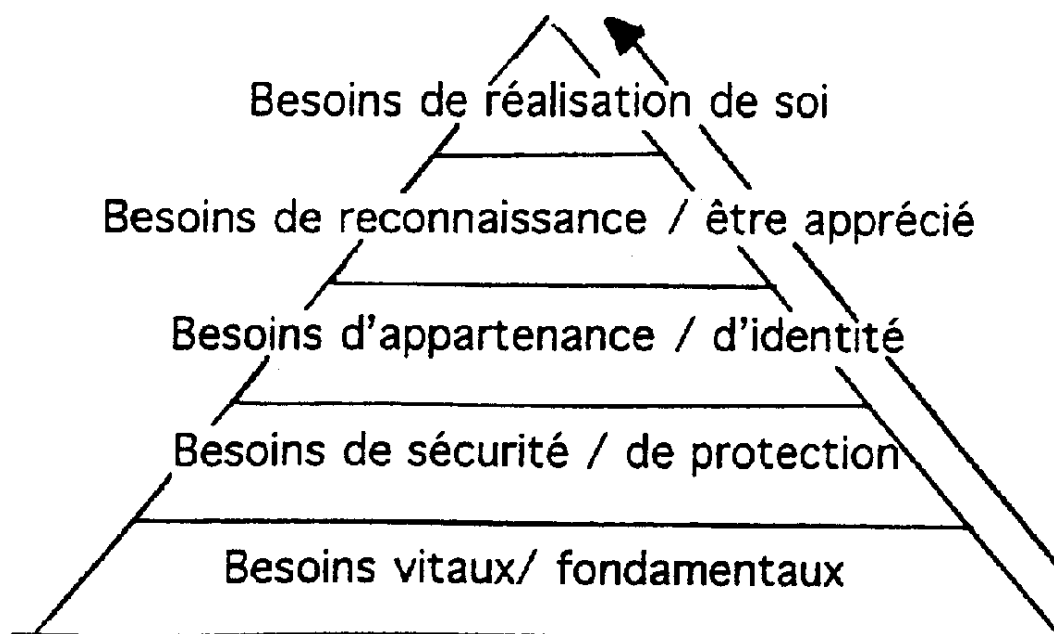 Besoins de réalisation de soi
Besoins de reconnaissance / être apprécié
Besoins d'appartenance / d'identité
Besoins de sécurité / de protection
Besoins vitaux/ fondamentaux